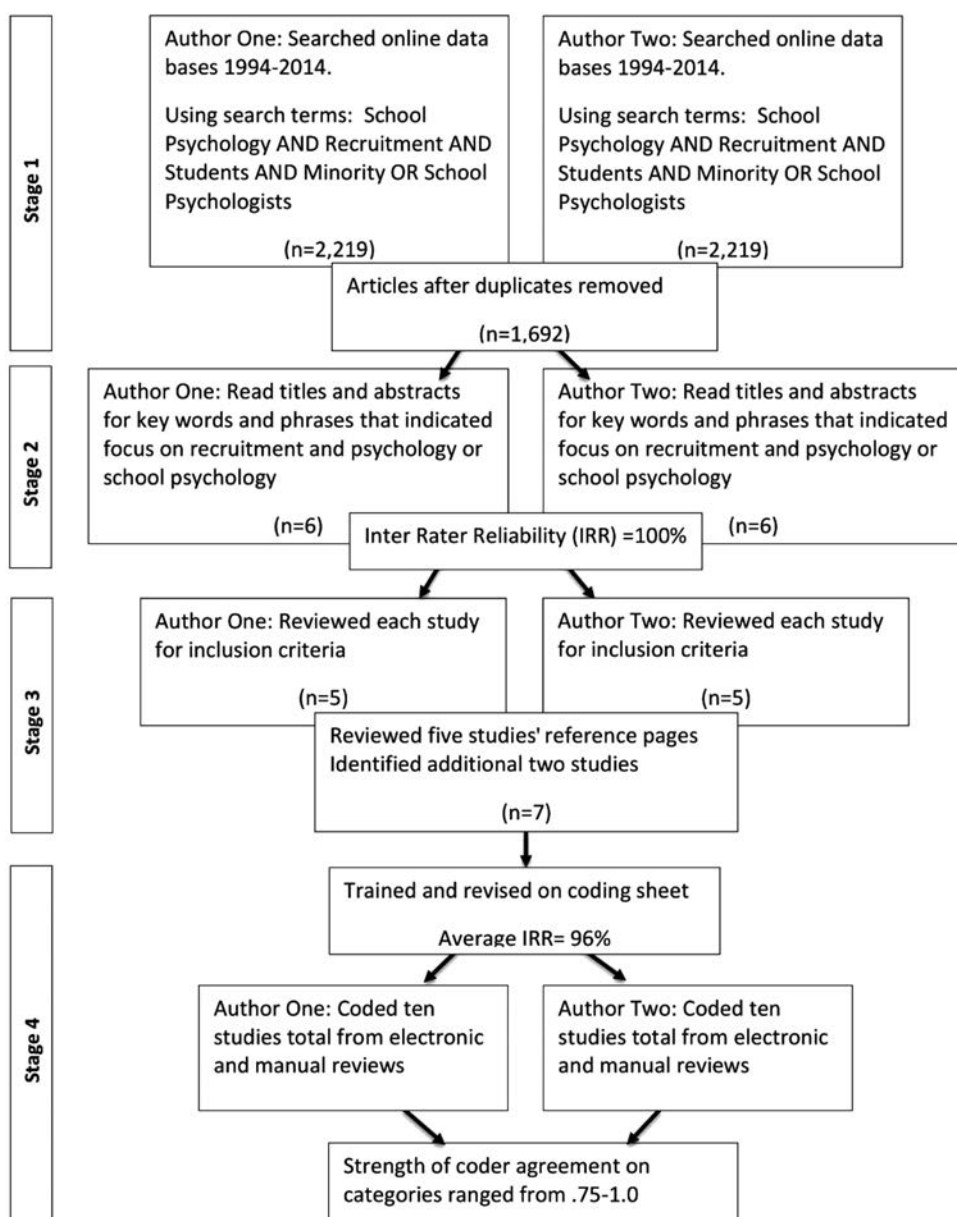 Stage 1
Author One: Searched online data
bases 1994-2014.
Using search terms: School
Psychology AND Recruitment AND
Students AND Minority OR School
Psychologists
(n=2,219)
Author Two: Searched online data
bases 1994-2014.
Using search terms: School
Psychology AND Recruitment AND
Students AND Minority OR School
Psychologists
(n=2,219)
Articles after duplicates removed
(n=1,692)
Stage 2
Author One: Read titles and abstracts
for key words and phrases that indicated
focus on recruitment and psychology or
school psychology
(n=6)
Author Two: Read titles and abstracts
for key words and phrases that indicated
focus on recruitment and psychology or
school psychology
(n=6)
Inter Rater Reliability (IRR) =100%
Stage 3
Author One: Reviewed each study
for inclusion criteria
(n=5)
Author Two: Reviewed each study
for inclusion criteria
(n=5)
Reviewed five studies' reference pages
Identified additional two studies
(n=7)
Stage 4
Trained and revised on coding sheet
Average IRR= 96%
Author One: Coded ten
studies total from electronic
and manual reviews
Author Two: Coded ten
studies total from electronic
and manual reviews
Strength of coder agreement on
categories ranged from .75-1.0